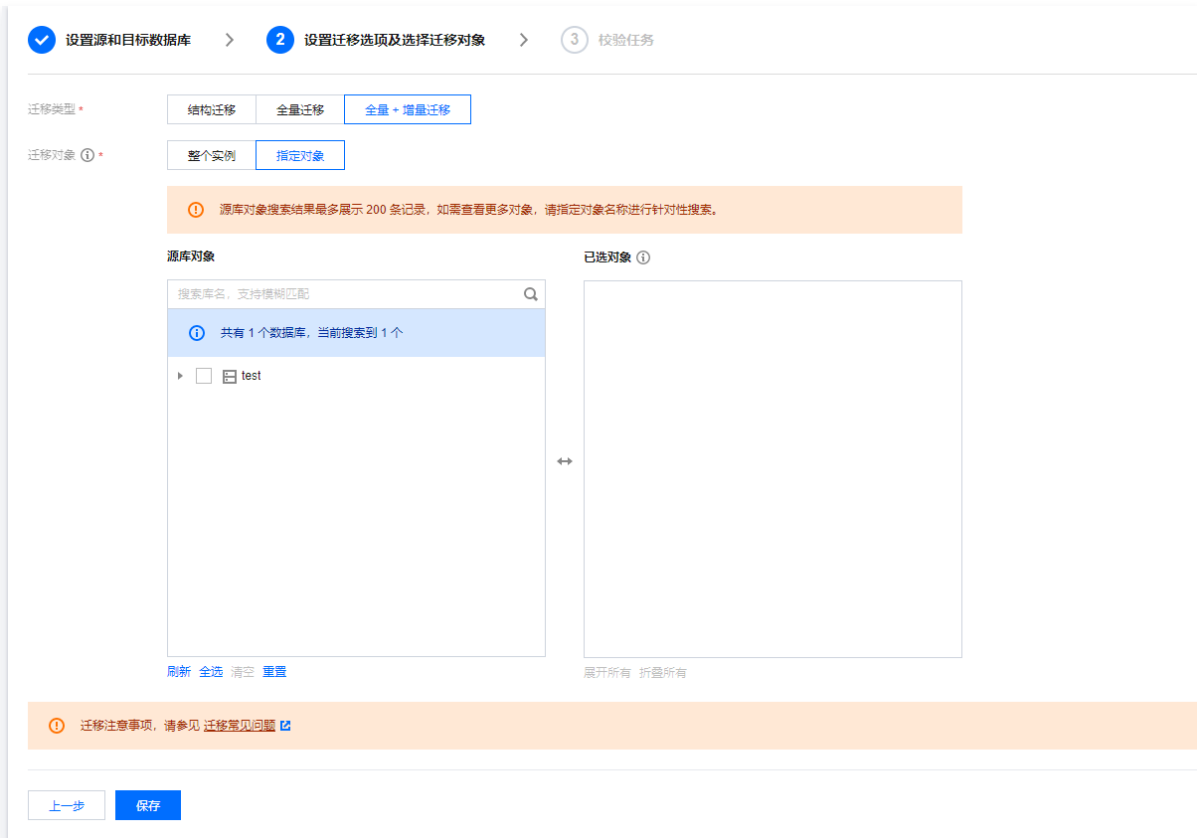 设置源和目标数据库 > 2 设置迁移选项及选择迁移对象 > 3 校验任务
迁移类型 * 结构迁移 全量迁移 全量 + 增量迁移
迁移对象 * 整个实例 指定对象
源库对象搜索结果最多展示 200 条记录，如需查看更多对象，请指定对象名称进行针对性搜索。
源库对象 已选对象
搜索库名，支持模糊匹配
共有 1 个数据库，当前搜索到 1 个
test
刷新 全选 清空 重置 展开所有 折叠所有
迁移注意事项，请参见 迁移常见问题
上一步 保存